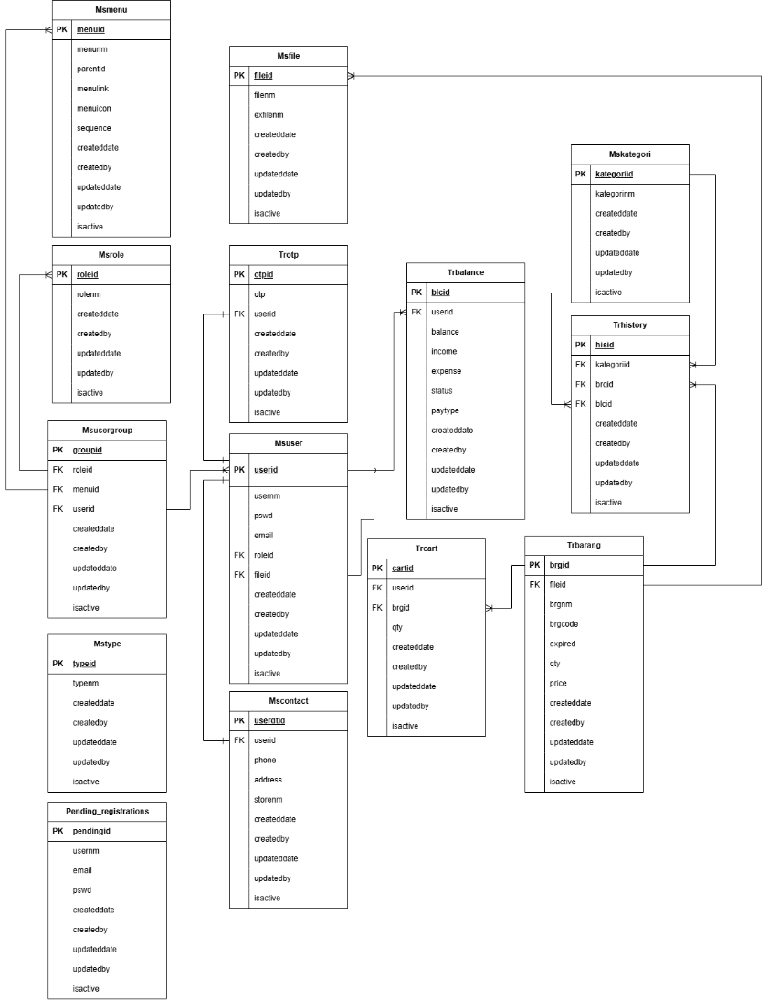 Msmenu
PK menuid
menunm
parentid
menulink
menuicon
sequence
createddate
createdby
updateddate
updatedby
isactive
Msrole
PK roleid
rolenm
createddate
createdby
updateddate
updatedby
isactive
Msusergroup
PK groupid
FK roleid
FK menuid
FK userid
createddate
createdby
updateddate
updatedby
isactive
Mstype
PK typeid
typenm
createddate
createdby
updateddate
updatedby
isactive
Pending_registrations
PK pendingid
usernm
email
pswd
createddate
createdby
updateddate
updatedby
isactive
Msfile
PK fileid
filenm
exfilenm
createddate
createdby
updateddate
updatedby
isactive
Trotp
PK otpid
otp
FK userid
createddate
createdby
updateddate
updatedby
isactive
Msuser
PK userid
usernm
pswd
email
FK roleid
FK fileid
createddate
createdby
updateddate
updatedby
isactive
Mscontact
PK userdtid
FK userid
phone
address
storenm
createddate
createdby
updateddate
updatedby
isactive
Trbalance
PK blcid
FK userid
balance
income
expense
status
paytype
createddate
createdby
updateddate
updatedby
isactive
Trcart
PK cartid
FK userid
FK brgid
qty
createddate
createdby
updateddate
updatedby
isactive
Mskategori
PK kategoriid
kategorinm
createddate
createdby
updateddate
updatedby
isactive
Trhistory
PK hisid
FK kategoriid
FK brgid
FK blcid
createddate
createdby
updateddate
updatedby
isactive
Trbarang
PK brgid
FK fileid
brgnm
brgcode
expired
qty
price
createddate
createdby
updateddate
updatedby
isactive